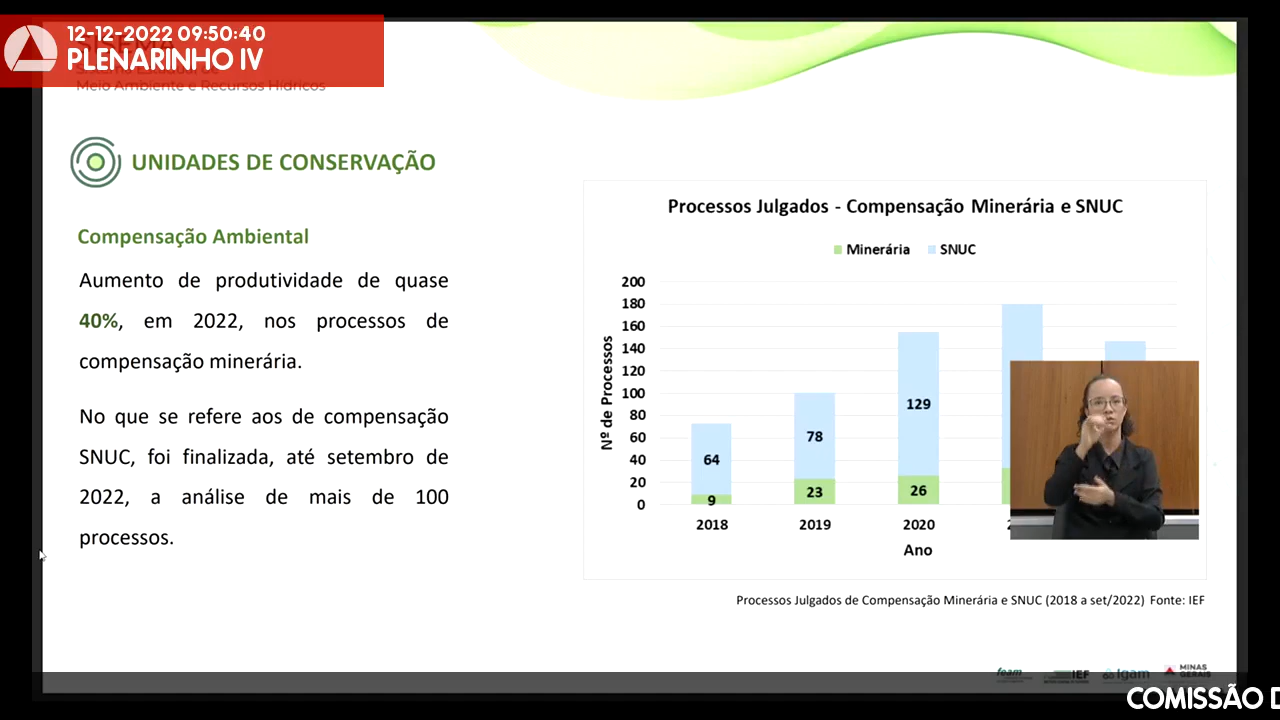 12-12-2022 09:50:40
PLENARINHO IV
Meio Ambiente e Recursos Hídricos
UNIDADES DE CONSERVAÇÃO
Compensação Ambiental
Aumento de produtividade de quase
40%, em 2022, nos processos de
compensação minerária.
No que se refere aos de compensação
SNUC, foi finalizada, até setembro de
2022, a análise de mais de 100
processos.
Processos Julgados - Compensação Minerária e SNUC
Minerária SNUC
Nº de Processos
200
180
160
140
120
100
80
60
40
20
0
64
9
78
23
129
26
2018 2019 2020
Ano
Processos Julgados de Compensação Minerária e SNUC (2018 a set/2022) Fonte: IEF
feam
IEF
Igam
MINAS
GERAIS
COMISSÃO D